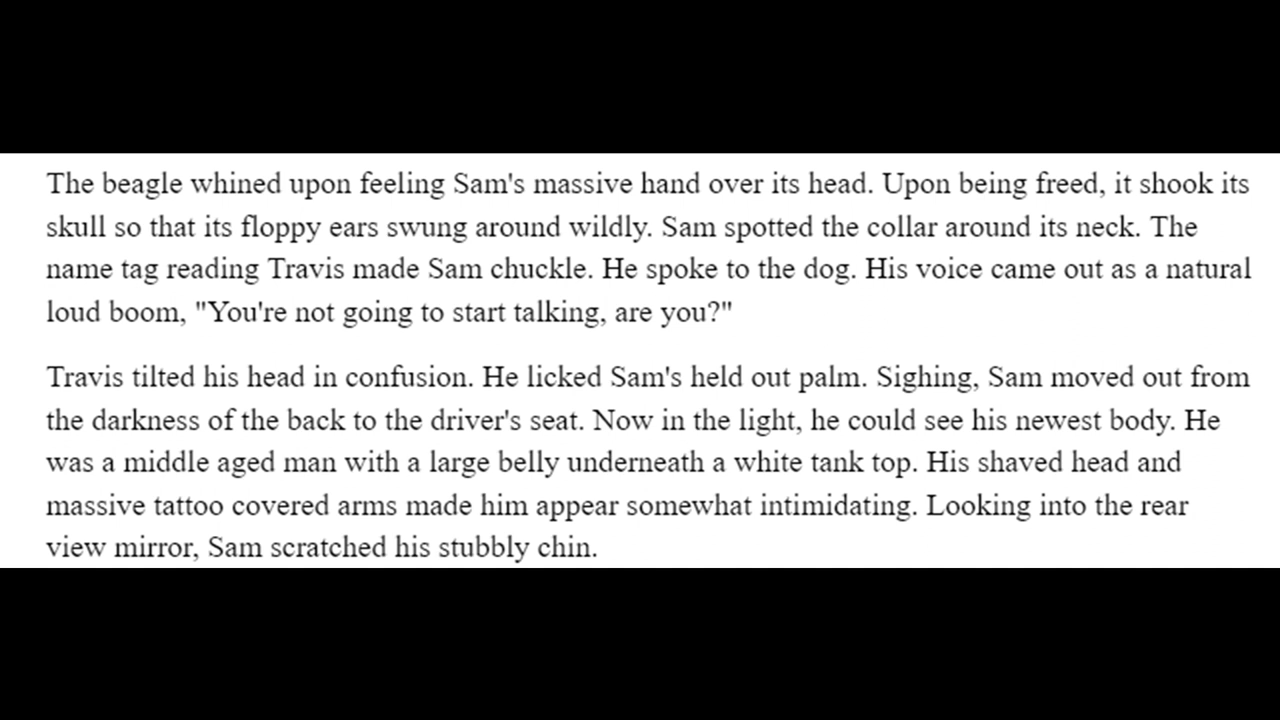 The beagle whined upon feeling Sam's massive hand over its head. Upon being freed, it shook its
skull so that its floppy ears swung around wildly. Sam spotted the collar around its neck. The
name tag reading Travis made Sam chuckle. He spoke to the dog. His voice came out as a natural
loud boom, "You're not going to start talking, are you?"
Travis tilted his head in confusion. He licked Sam's held out palm. Sighing, Sam moved out from
the darkness of the back to the driver's seat. Now in the light, he could see his newest body. He
was a middle aged man with a large belly underneath a white tank top. His shaved head and
massive tattoo covered arms made him appear somewhat intimidating. Looking into the rear
view mirror, Sam scratched his stubbly chin.